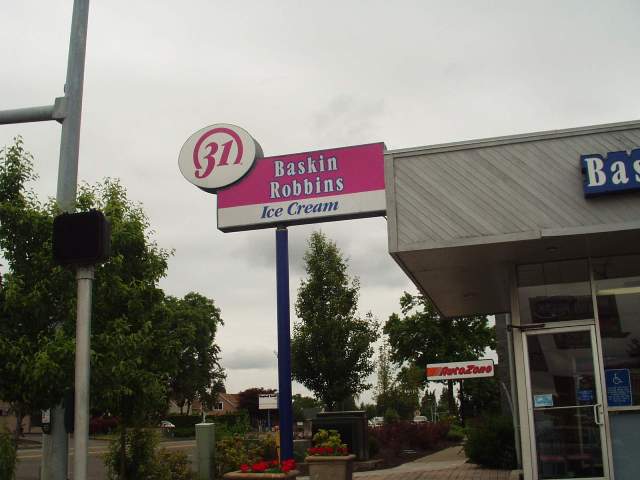 31
Baskin
Robbins
Ice Cream
Bas
AutoZone